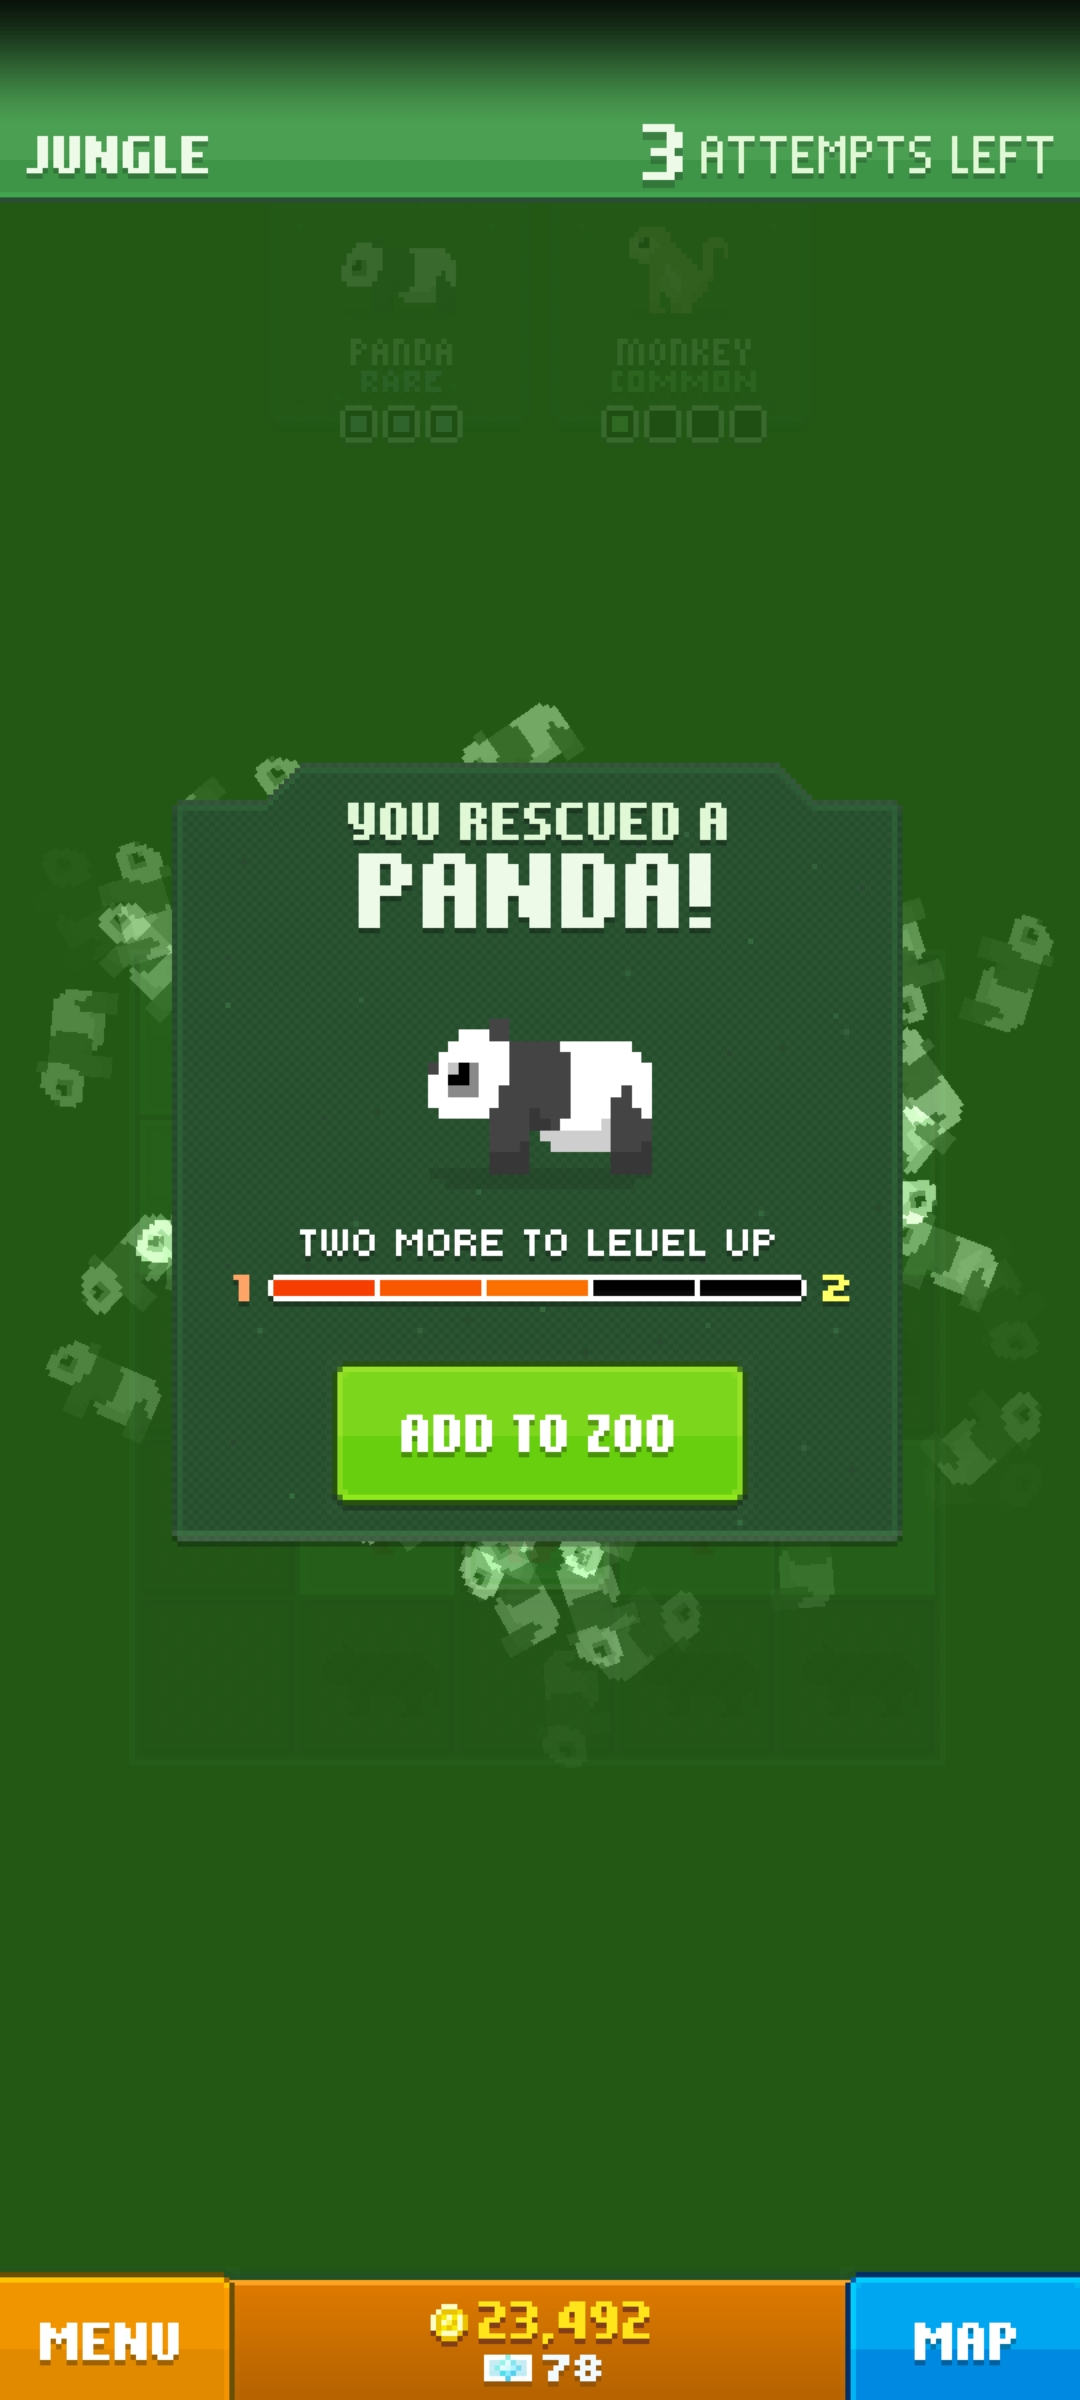 JUNGLE
3 ATTEMPTS LEFT
PANDA
RARE
MONKEY
COMMON
YOU RESCUED A
PANDA!
TWO MORE TO LEVEL UP
1 2
ADD TO ZOO
MENU
23,492
78
MAP